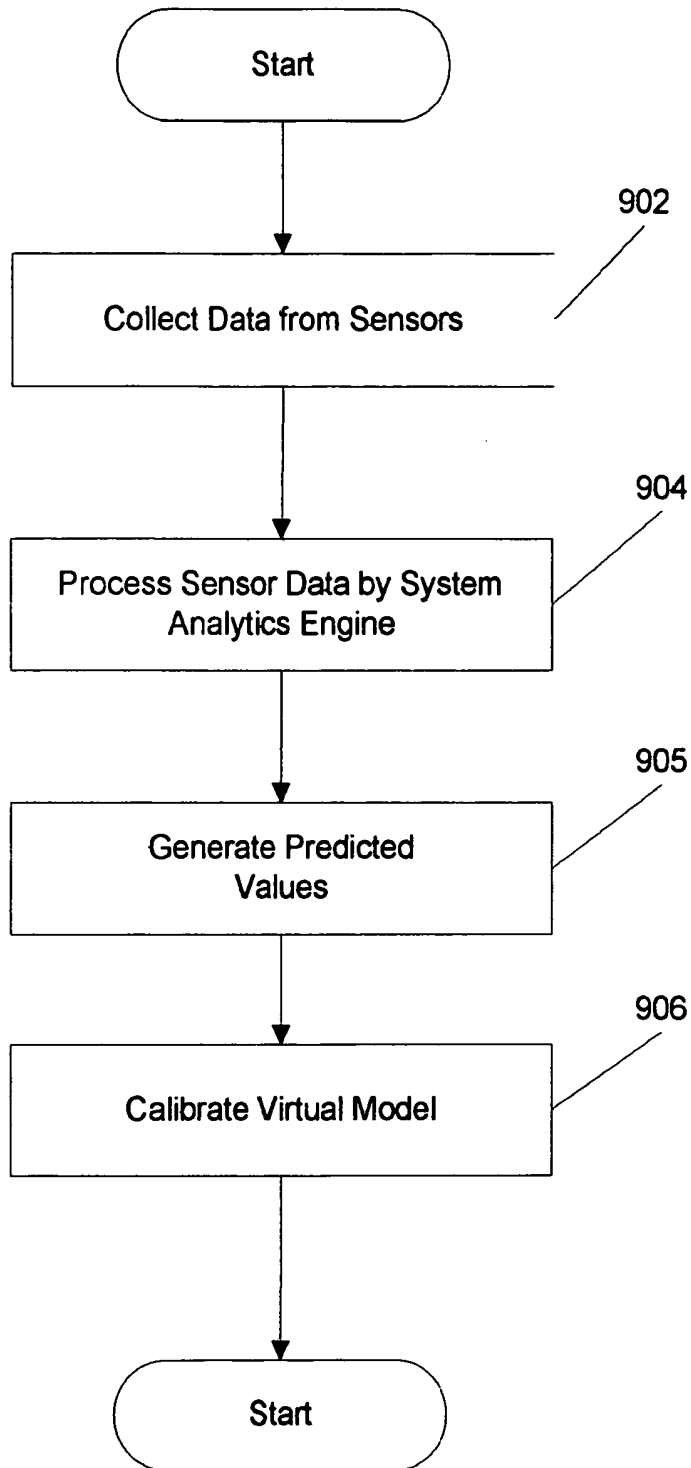 Start
902
Collect Data from Sensors
904
Process Sensor Data by System
Analytics Engine
905
Generate Predicted
Values
906
Calibrate Virtual Model
Start